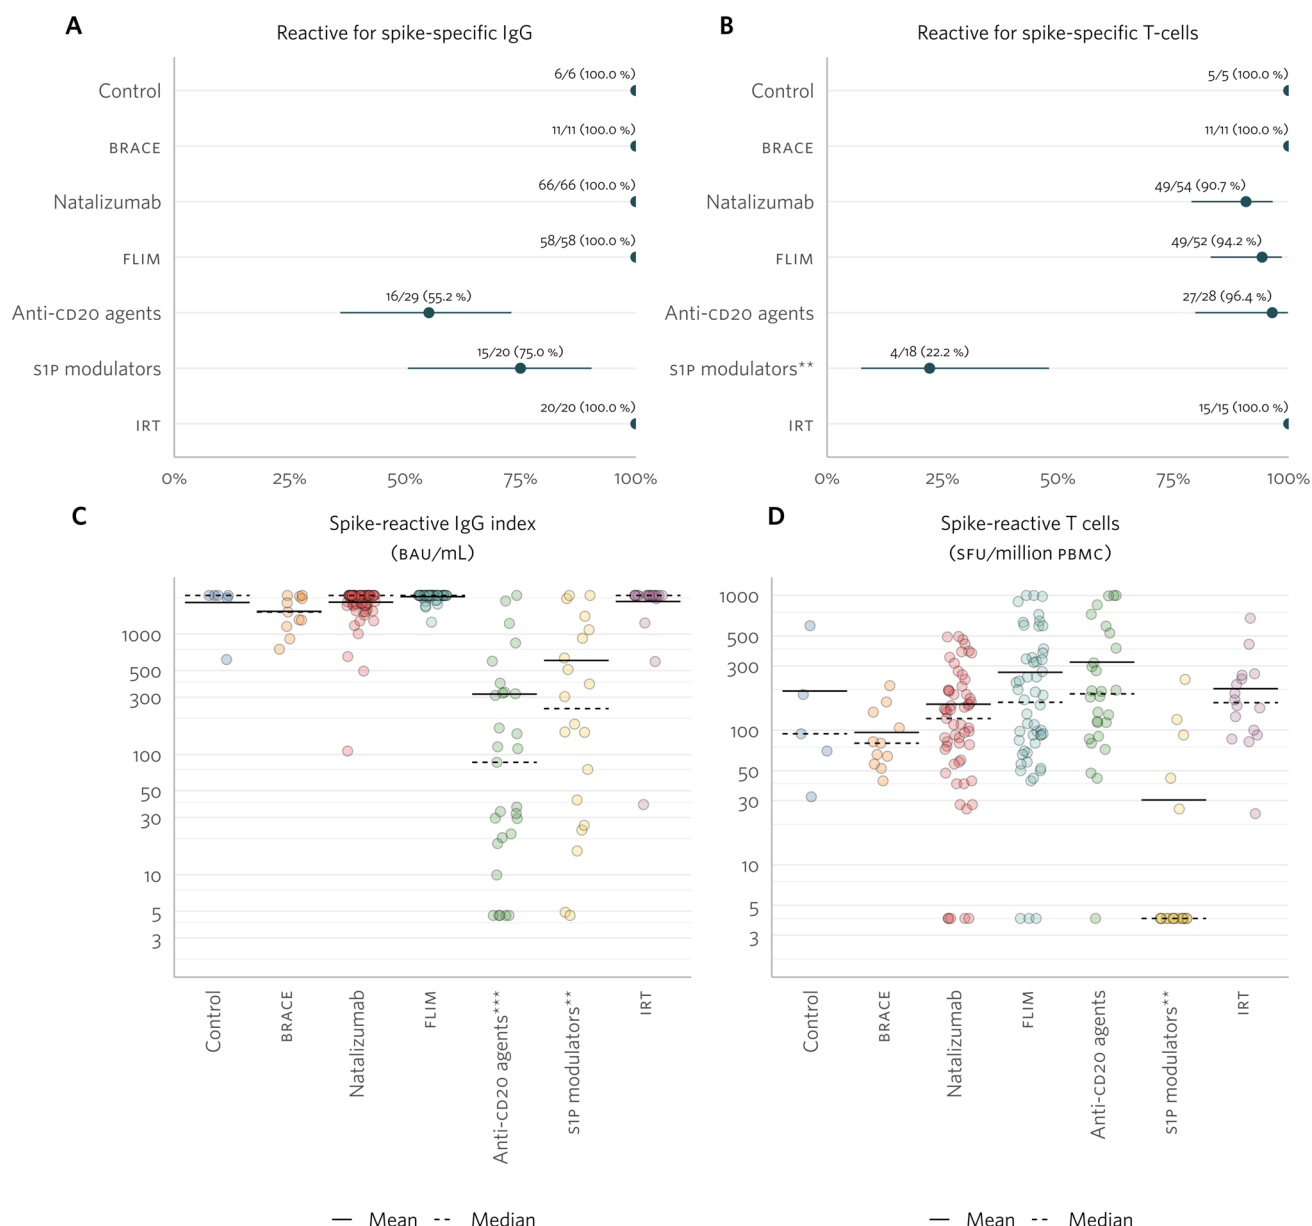 A
Reactive for spike-specific IgG
Control
6/6 (100.0 %)
BRACE
11/11 (100.0 %)
Natalizumab
66/66 (100.0 %)
FLIM
58/58 (100.0 %)
Anti-CD20 agents
16/29 (55.2 %)
S1P modulators
15/20 (75.0 %)
IRT
20/20 (100.0 %)
0% 25% 50% 75% 100%
B
Reactive for spike-specific T-cells
Control
5/5 (100.0 %)
BRACE
11/11 (100.0 %)
Natalizumab
49/54 (90.7 %)
FLIM
49/52 (94.2 %)
Anti-CD20 agents
27/28 (96.4 %)
S1P modulators**
4/18 (22.2 %)
IRT
15/15 (100.0 %)
0% 25% 50% 75% 100%
C
Spike-reactive IgG index
(BAU/mL)
1000
500
300
100
50
30
10
5
3
Control
BRACE
Natalizumab
FLIM
Anti-CD20 agents***
S1P modulators**
IRT
Mean Median
D
Spike-reactive T cells
(SFU/million PBMC)
1000
500
300
100
50
30
10
5
3
Control
BRACE
Natalizumab
FLIM
Anti-CD20 agents
S1P modulators**
IRT
Mean Median